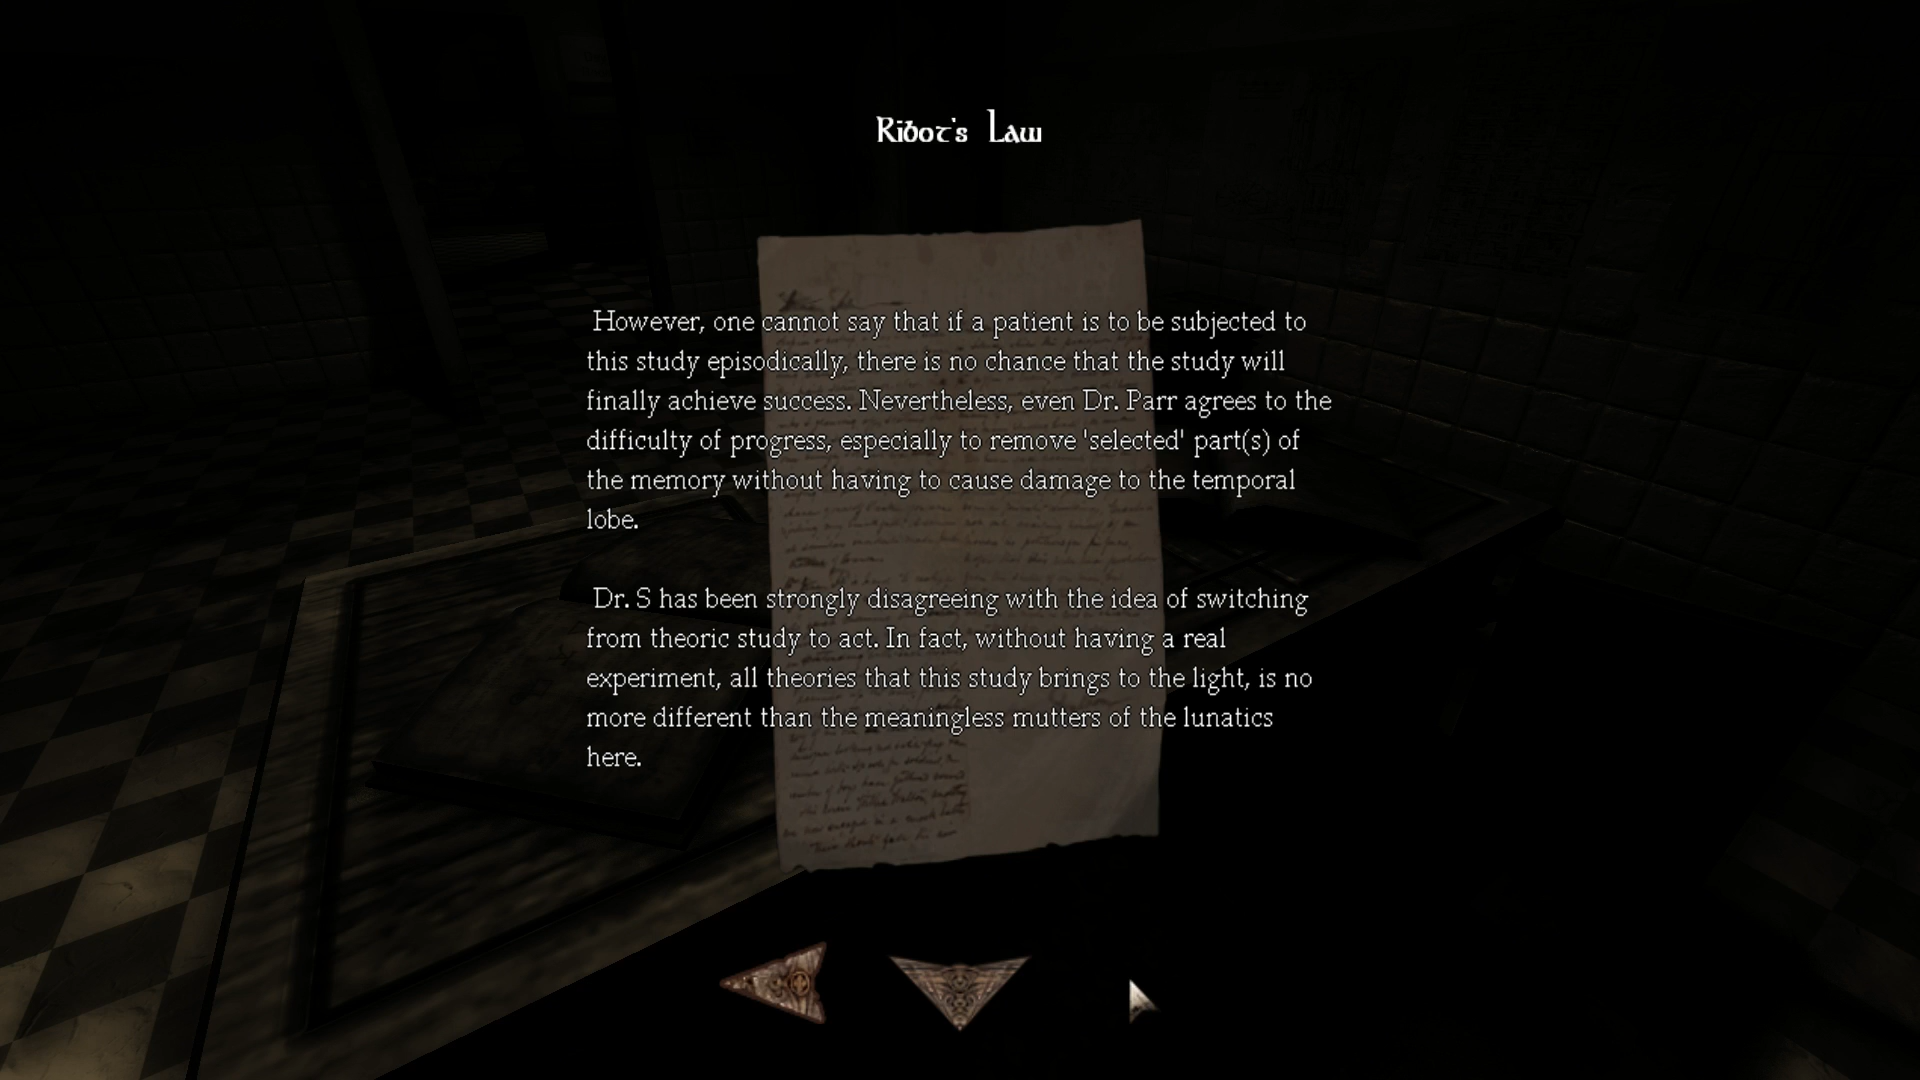 Ribot's Law
However, one cannot say that if a patient is to be subjected to
this study episodically, there is no chance that the study will
finally achieve success. Nevertheless, even Dr. Parr agrees to the
difficulty of progress, especially to remove 'selected' part(s) of
the memory without having to cause damage to the temporal
lobe.
Dr. S has been strongly disagreeing with the idea of switching
from theoric study to act. In fact, without having a real
experiment, all theories that this study brings to the light, is no
more different than the meaningless mutters of the lunatics
here.